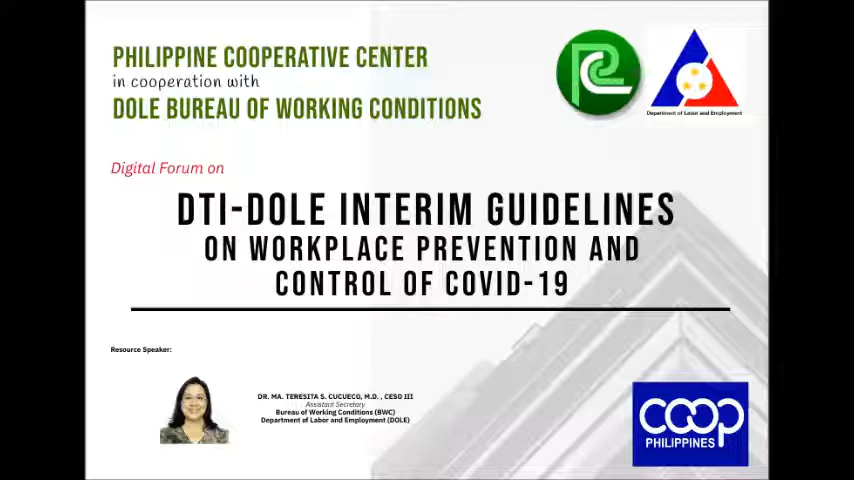 PHILIPPINE COOPERATIVE CENTER
in cooperation with
DOLE BUREAU OF WORKING CONDITIONS
Department of Labor and Employment
Digital Forum on
DTI-DOLE INTERIM GUIDELINES
ON WORKPLACE PREVENTION AND
CONTROL OF COVID-19
Resource Speaker:
DR. MA. TERESITA S. CUCUECO, M.D. , CESO III
Assistant Secretary
Bureau of Working Conditions (BWC)
Department of Labor and Employment (DOLE)
COOP
PHILIPPINES